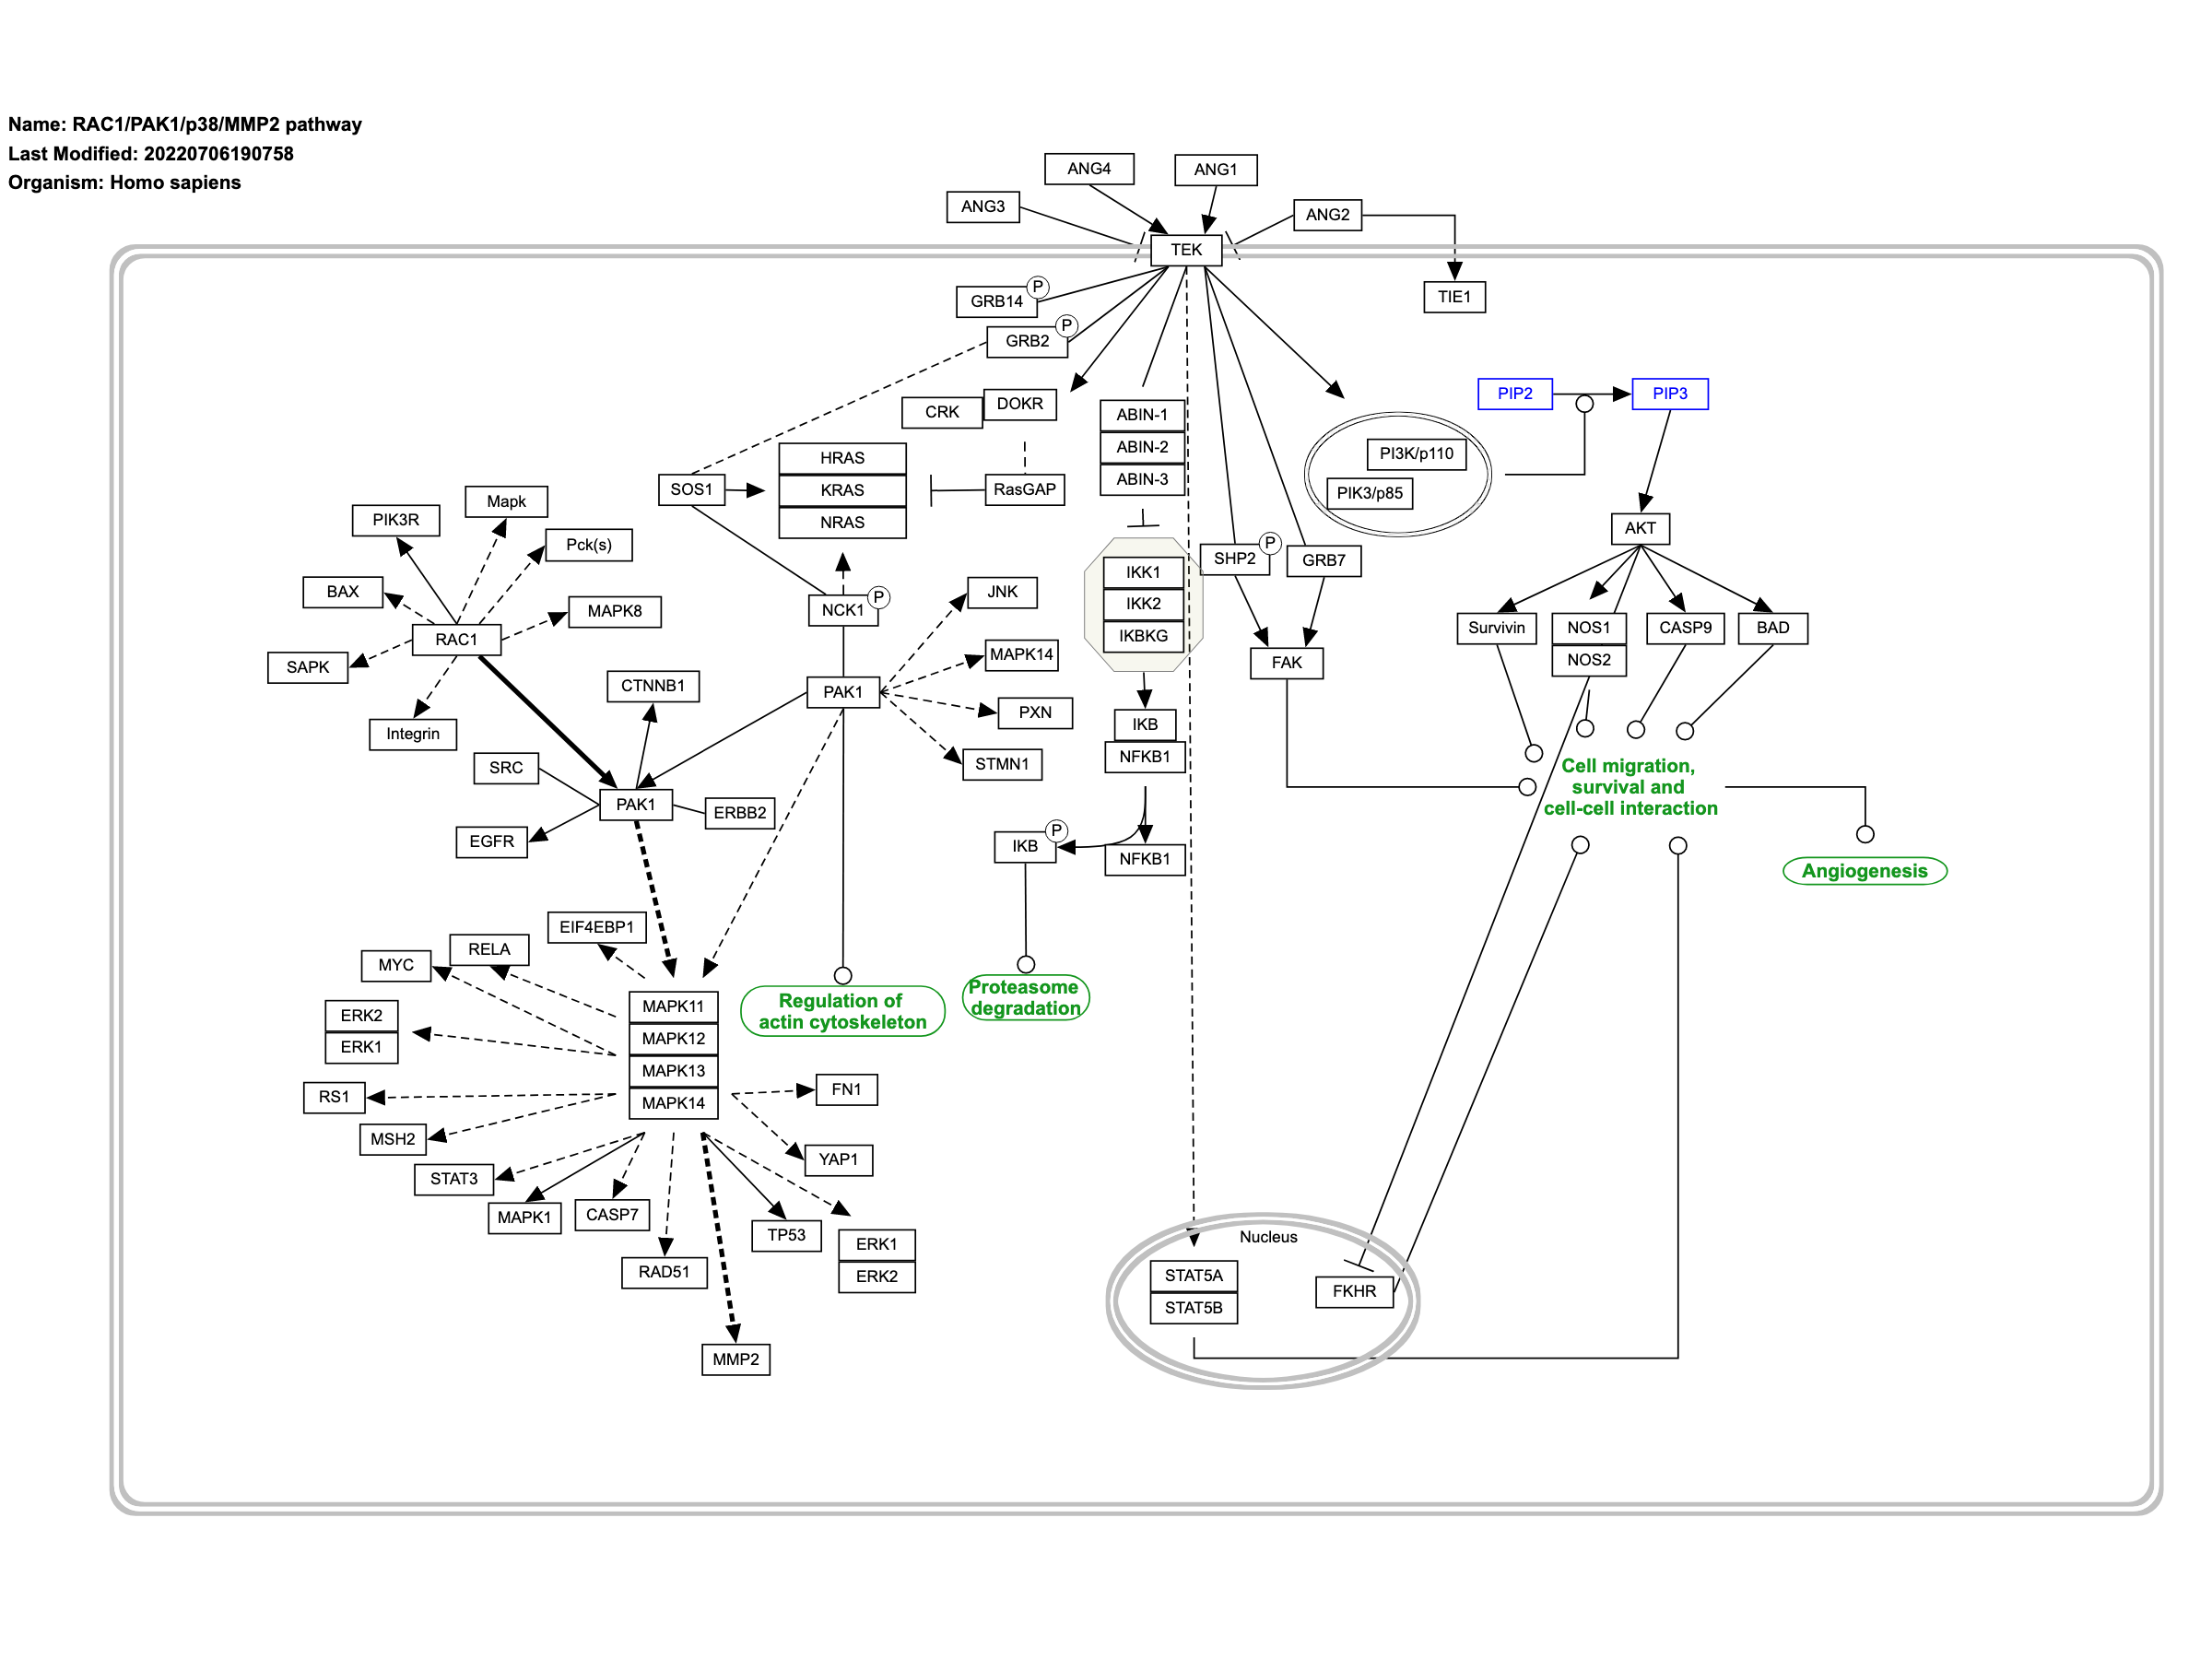 Name: RAC1/PAK1/p38/MMP2 pathway
Last Modified: 20220706190758
Organism: Homo sapiens
ANG4
ANG1
ANG3
ANG2
TEK
TIE1
GRB14
P
GRB2
P
CRK
DOKR
ABIN-1
ABIN-2
ABIN-3
PIP2
PIP3
PI3K/p110
PIK3/p85
HRAS
KRAS
NRAS
SOS1
RasGAP
AKT
PIK3R
Mapk
Pck(s)
BAX
MAPK8
RAC1
SAPK
Integrin
NCK1
P
JNK
MAPK14
PXN
STMN1
PAK1
IKK1
IKK2
IKBKG
SHP2
P
GRB7
FAK
Survivin
NOS1
NOS2
CASP9
BAD
CTNNB1
SRC
PAK1
ERBB2
EGFR
IKB
NFKB1
IKB
P
NFKB1
Cell migration,
survival and
cell-cell interaction
Angiogenesis
EIF4EBP1
RELA
MYC
ERK2
ERK1
RS1
MSH2
STAT3
MAPK1
CASP7
RAD51
MAPK11
MAPK12
MAPK13
MAPK14
Regulation of
actin cytoskeleton
Proteasome
degradation
FN1
YAP1
TP53
ERK1
ERK2
MMP2
Nucleus
STAT5A
STAT5B
FKHR